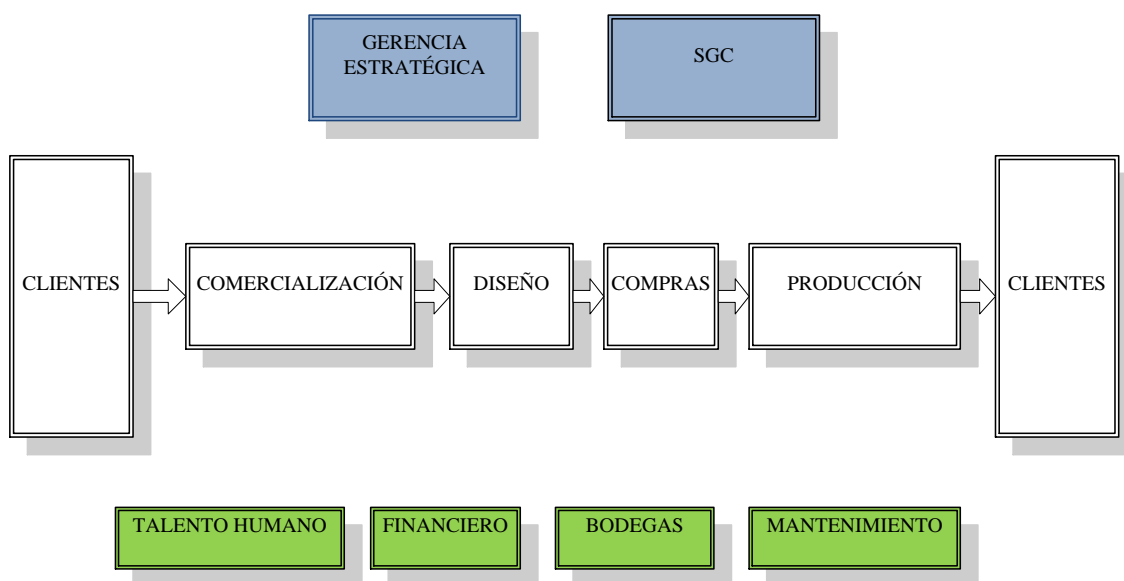 GERENCIA
ESTRATÉGICA
SGC
CLIENTES
COMERCIALIZACIÓN
DISEÑO
COMPRAS
PRODUCCIÓN
CLIENTES
TALENTO HUMANO
FINANCIERO
BODEGAS
MANTENIMIENTO